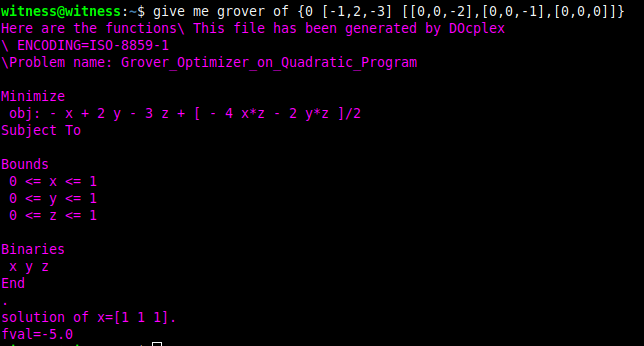 witness@witness:~$ give me grover of {0 [-1,2,-3] [[0,0,-2],[0,0,-1],[0,0,0]]}
Here are the functions\ This file has been generated by DOcplex
\ ENCODING=ISO-8859-1
\Problem name: Grover_Optimizer_on_Quadratic_Program
Minimize
obj: - x + 2 y - 3 z + [ - 4 x*z - 2 y*z ]/2
Subject To
Bounds
0 <= x <= 1
0 <= y <= 1
0 <= z <= 1
Binaries
x y z
End
.
solution of x=[1 1 1].
fval=-5.0